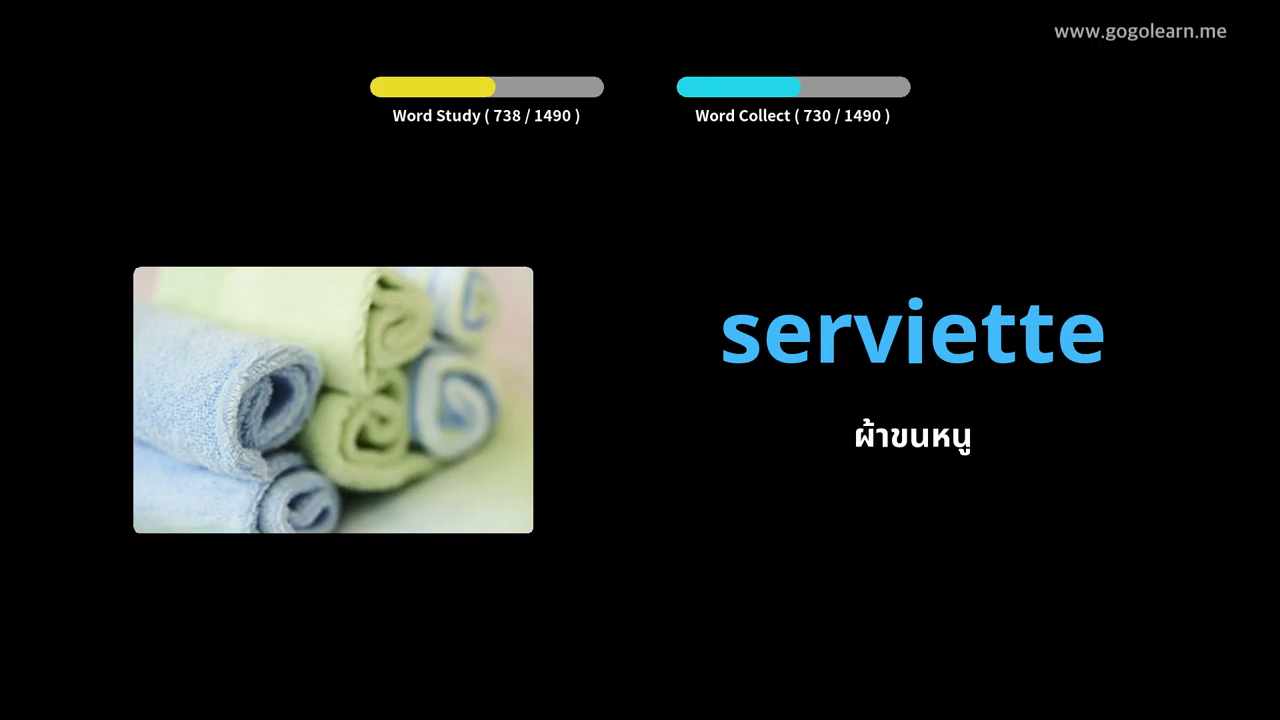 www.gogolearn.me
Word Study ( 738 / 1490 )
Word Collect ( 730 / 1490 )
serviette
ผ้าขนหนู